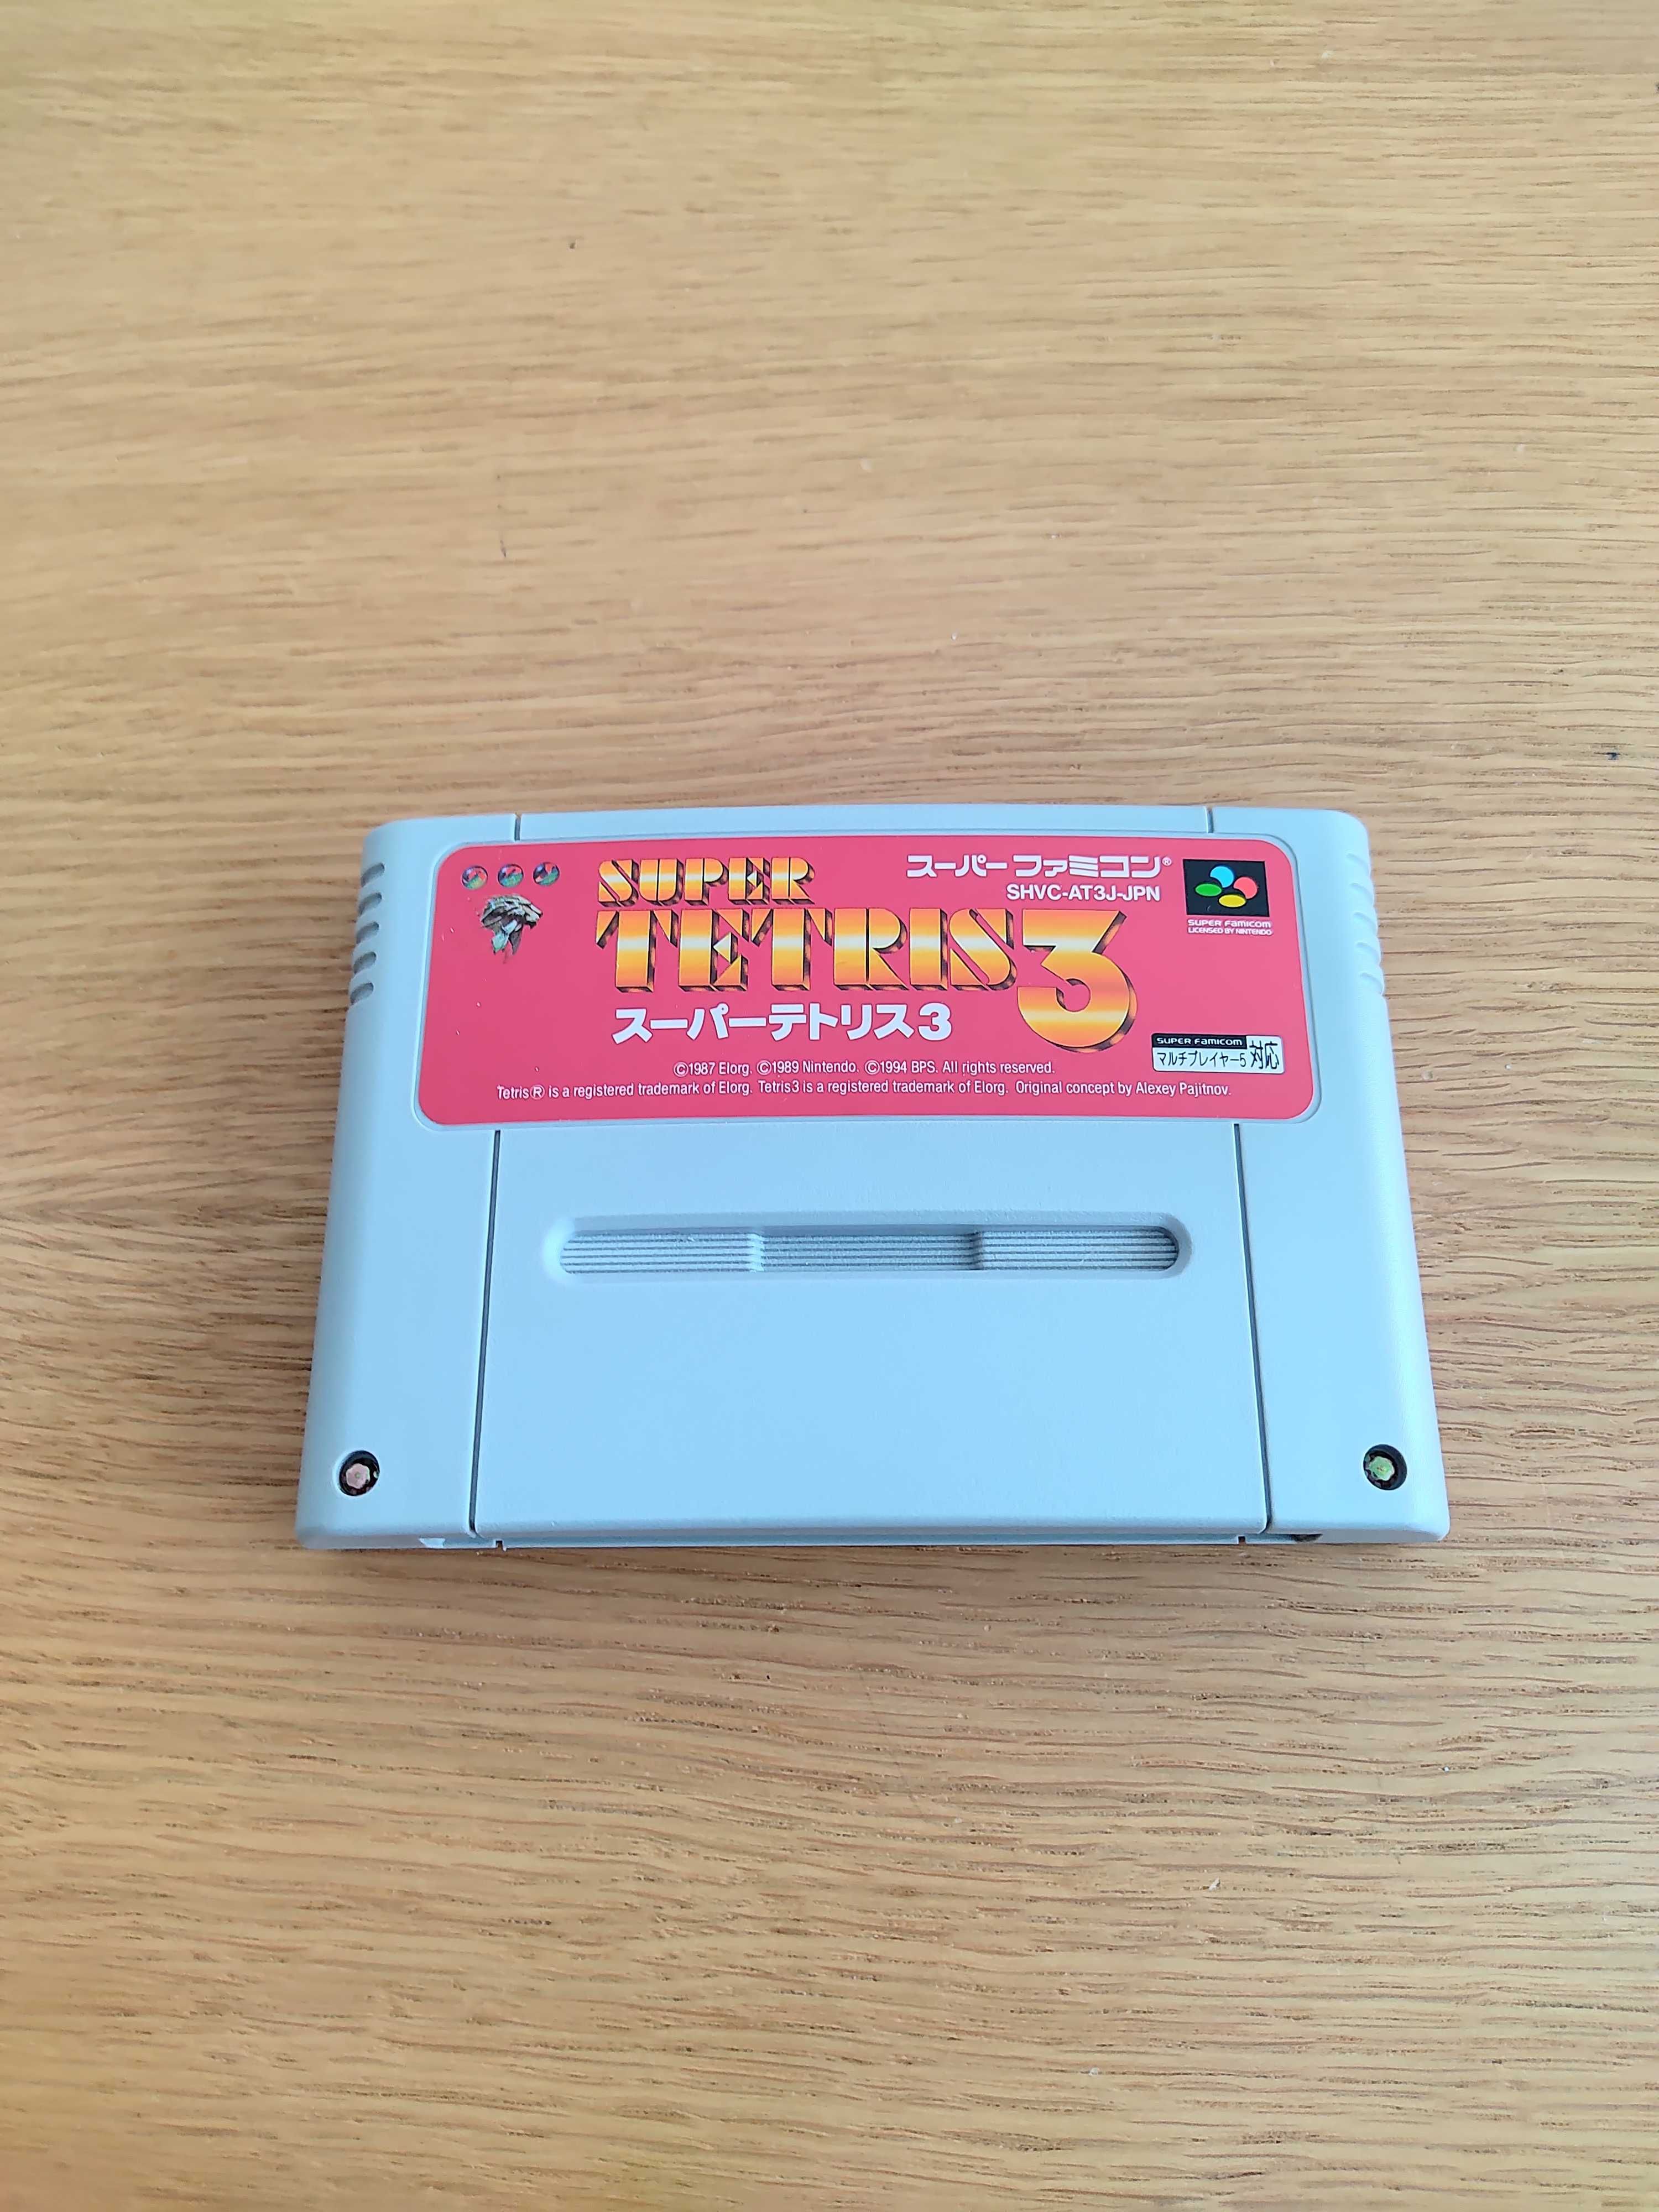 SUPER
TETRIS 3
スーパーテトリス3
スーパーファミコン®
SHVC-AT3J-JPN
SUPER FAMICOM
LICENSED BY NINTENDO
SUPER FAMICOM
マルチプレイヤー5 対応
©1987 Elorg. ©1989 Nintendo. ©1994 BPS. All rights reserved.
Tetris® is a registered trademark of Elorg. Tetris3 is a registered trademark of Elorg. Original concept by Alexey Pajitnov.